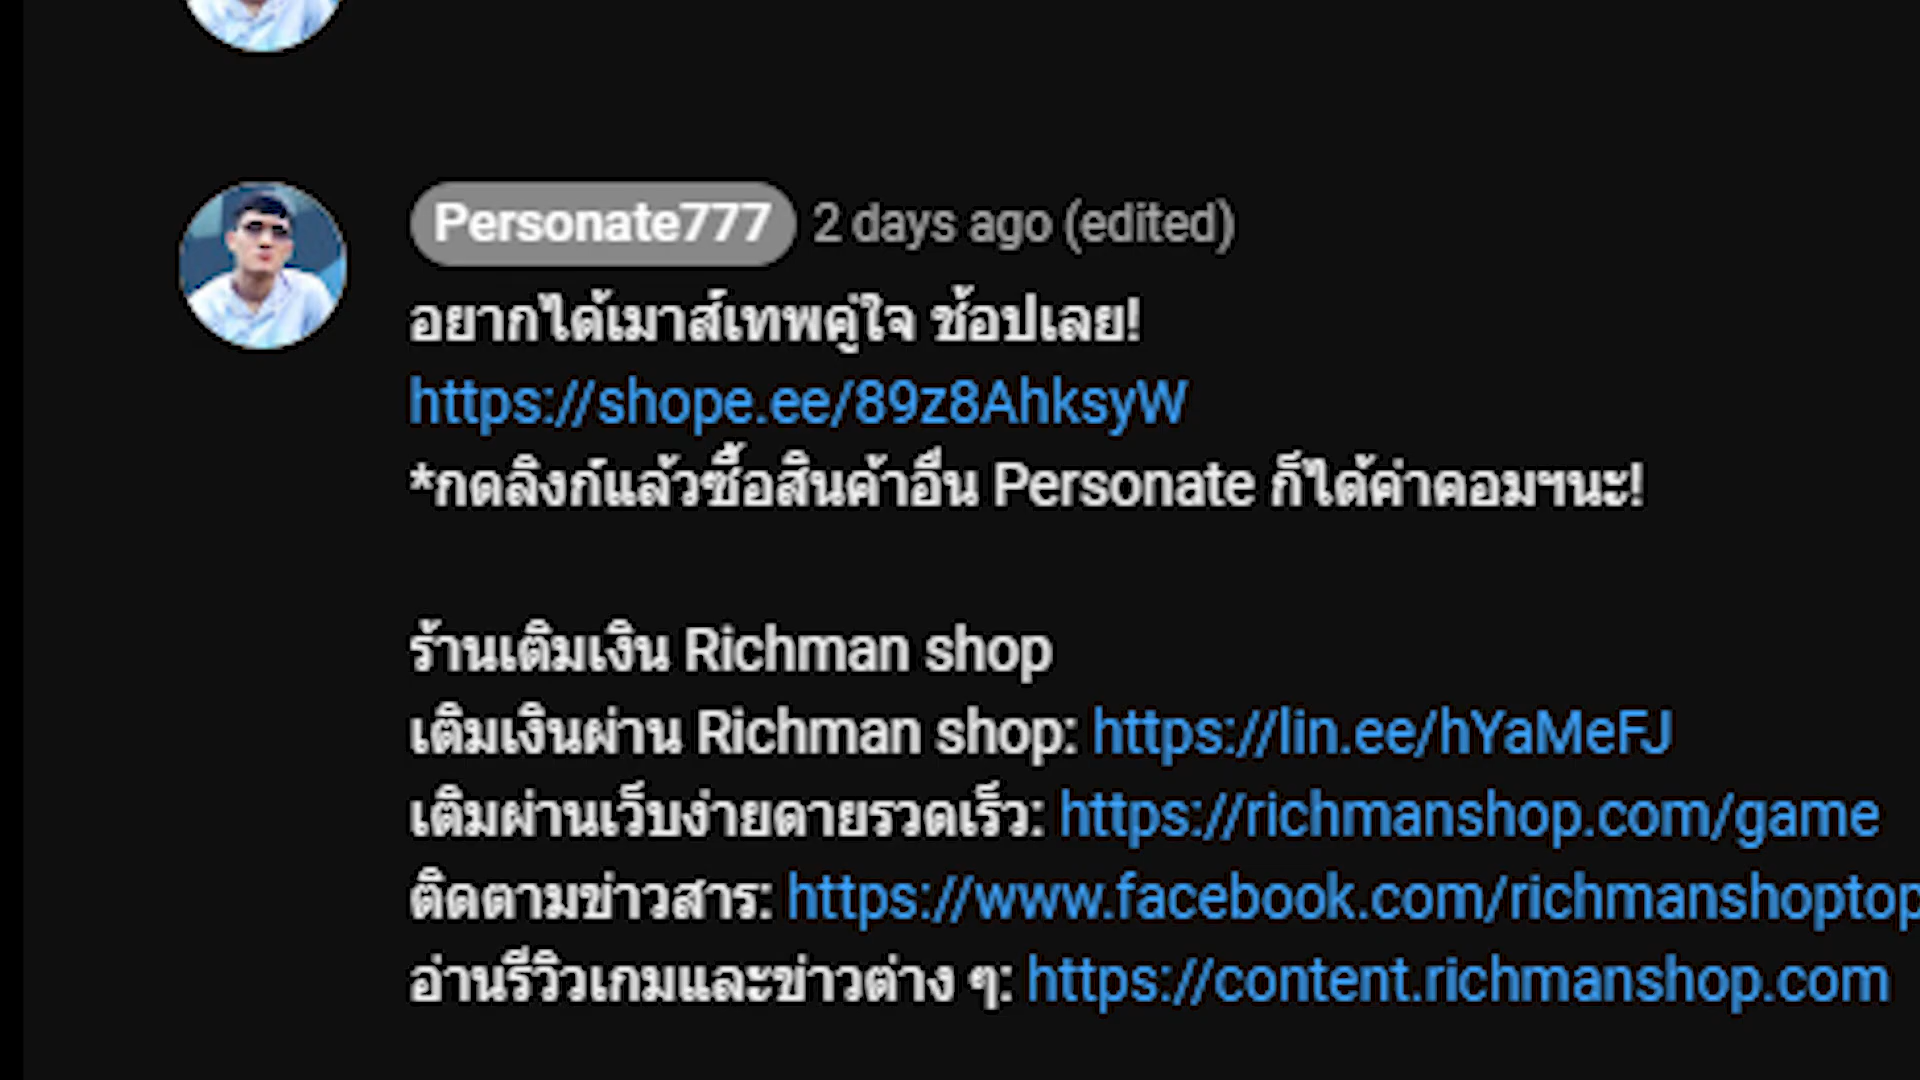 Personate777 2 days ago (edited)
อยากได้เมาส์เทพคู่ใจ ช้อปเลย!
https://shope.ee/89z8AhksyW
*กดลิงก์แล้วซื้อสินค้าอื่น Personate ก็ได้ค่าคอมฯนะ!
ร้านเติมเงิน Richman shop
เติมเงินผ่าน Richman shop: https://lin.ee/hYaMeFJ
เติมผ่านเว็บง่ายดายรวดเร็ว: https://richmanshop.com/game
ติดตามข่าวสาร: https://www.facebook.com/richmanshoptop
อ่านรีวิวเกมและข่าวต่าง ๆ: https://content.richmanshop.com